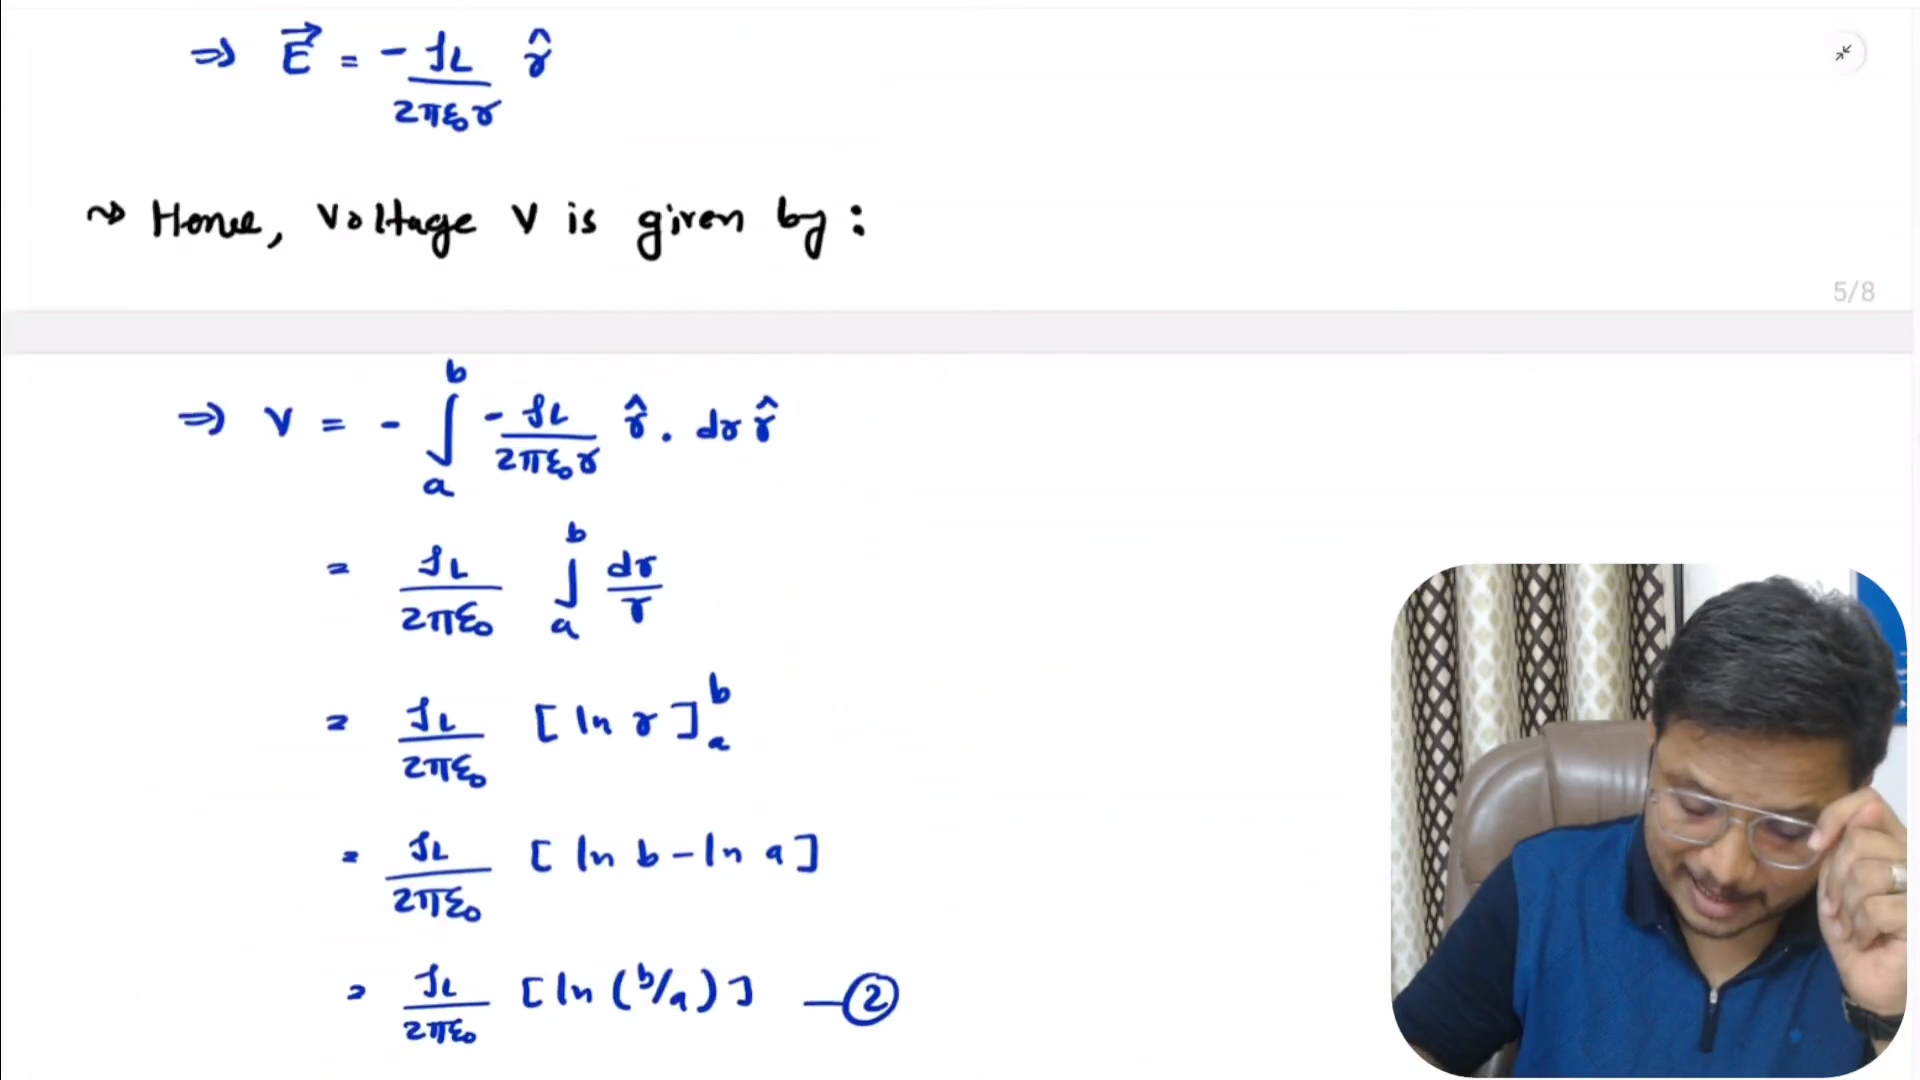 ⇒ E⃗ = -ρL / 2πε₀r r̂
~> Hence, Voltage V is given by :
5/8
⇒ V = - ∫ₐᵇ -ρL / 2πε₀r r̂ . dr r̂
= ρL / 2πε₀ ∫ₐᵇ dr / r
= ρL / 2πε₀ [ ln r ]ₐᵇ
= ρL / 2πε₀ [ ln b - ln a ]
= ρL / 2πε₀ [ ln (b/a) ] — ②